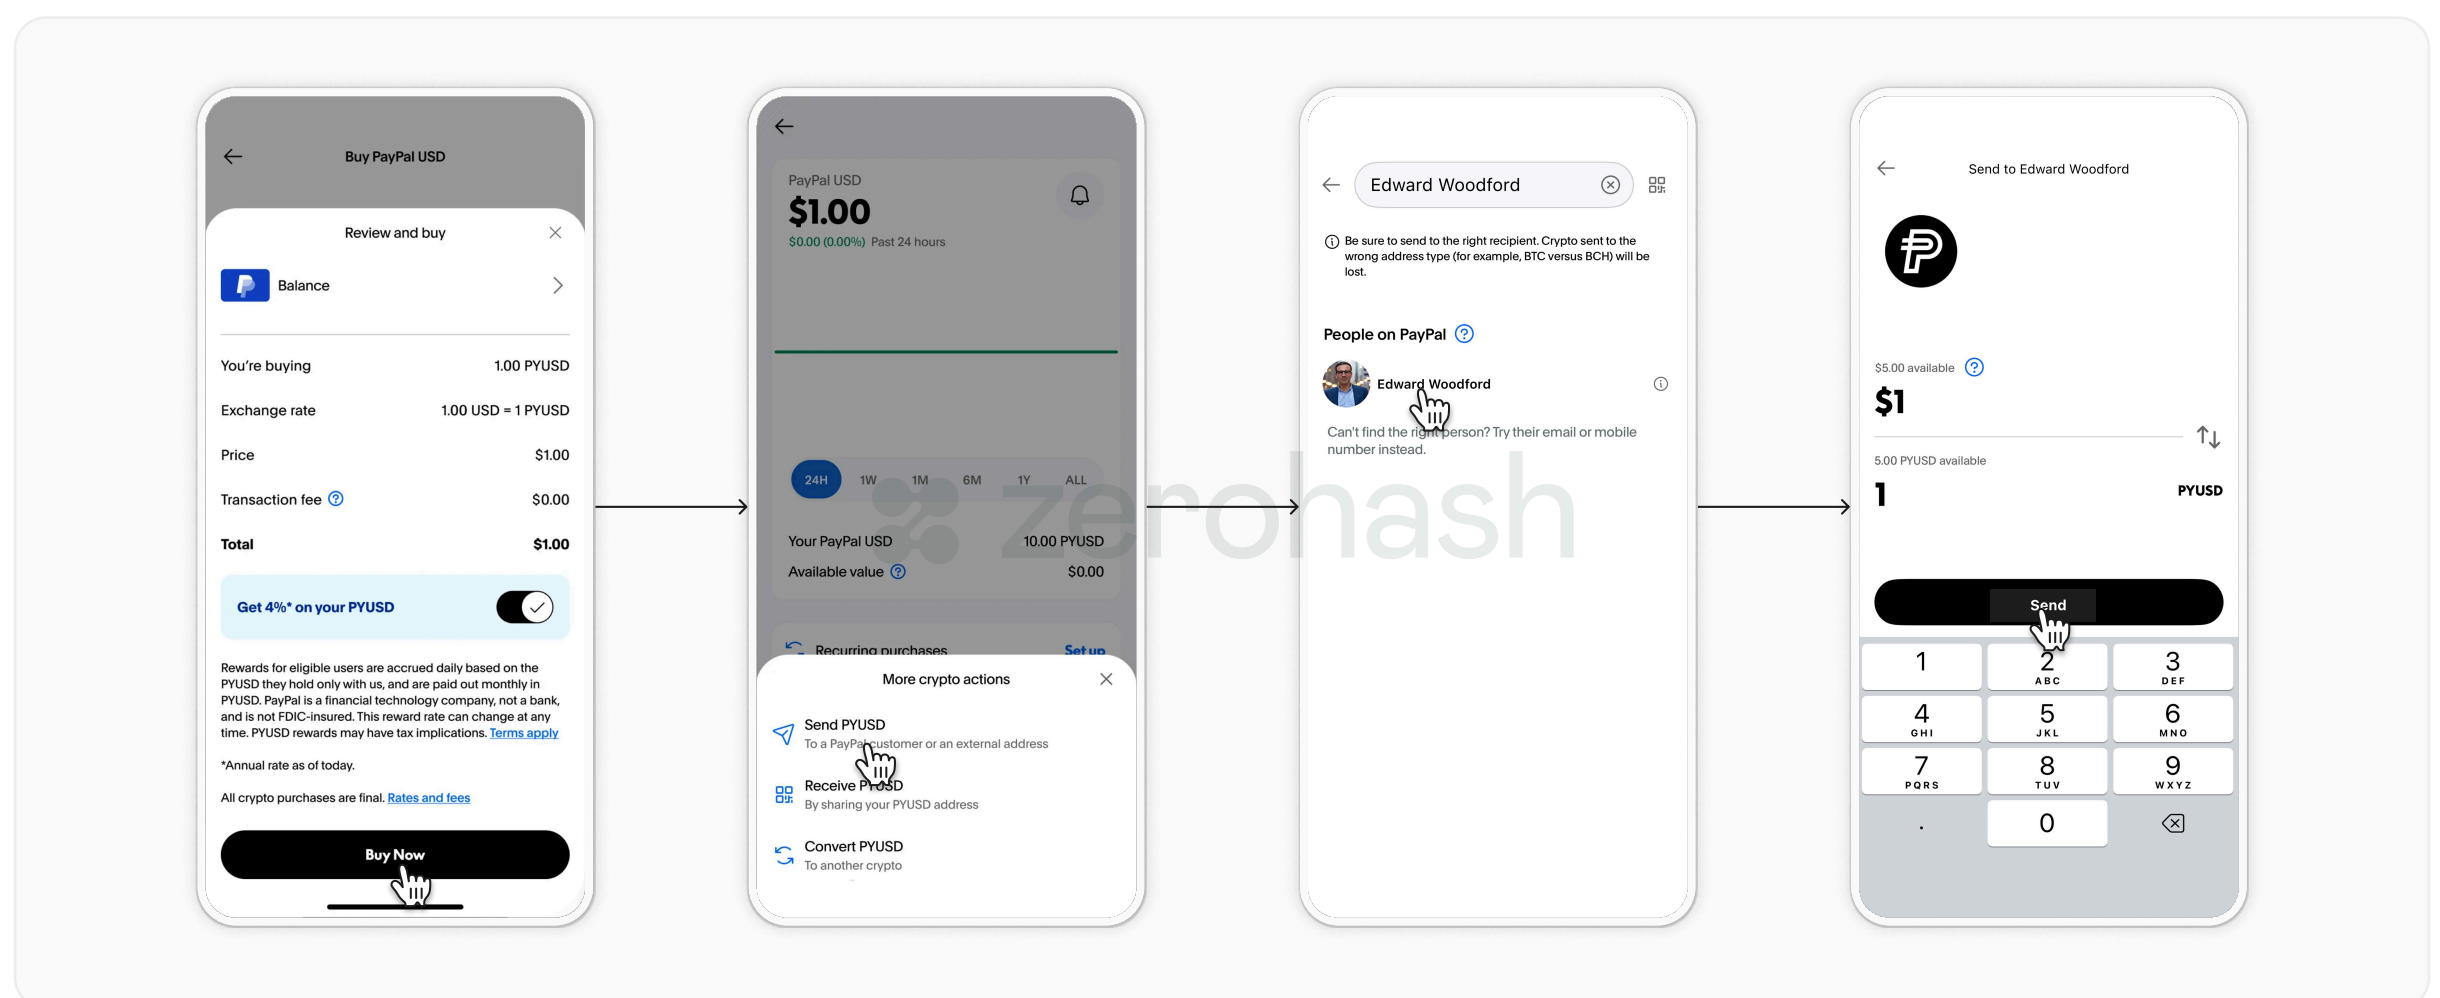 Buy PayPal USD
Review and buy
Balance
You're buying 1.00 PYUSD
Exchange rate 1.00 USD = 1 PYUSD
Price $1.00
Transaction fee $0.00
Total $1.00
Get 4%* on your PYUSD
Rewards for eligible users are accrued daily based on the
PYUSD they hold only with us, and are paid out monthly in
PYUSD. PayPal is a financial technology company, not a bank,
and is not FDIC-insured. This reward rate can change at any
time. PYUSD rewards may have tax implications. Terms apply
*Annual rate as of today.
All crypto purchases are final. Rates and fees
Buy Now
PayPal USD
$1.00
$0.00 (0.00%) Past 24 hours
24H 1W 1M 6M 1Y ALL
Your PayPal USD 10.00 PYUSD
Available value $0.00
Recurring purchases Set up
More crypto actions
Send PYUSD
To a PayPal customer or an external address
Receive PYUSD
By sharing your PYUSD address
Convert PYUSD
To another crypto
Edward Woodford
Be sure to send to the right recipient. Crypto sent to the
wrong address type (for example, BTC versus BCH) will be
lost.
People on PayPal
Edward Woodford
Can't find the right person? Try their email or mobile
number instead.
zerohash
Send to Edward Woodford
$5.00 available
$1
5.00 PYUSD available
1 PYUSD
Send
1 2 3
ABC DEF
4 5 6
GHI JKL MNO
7 8 9
PQRS TUV WXYZ
. 0